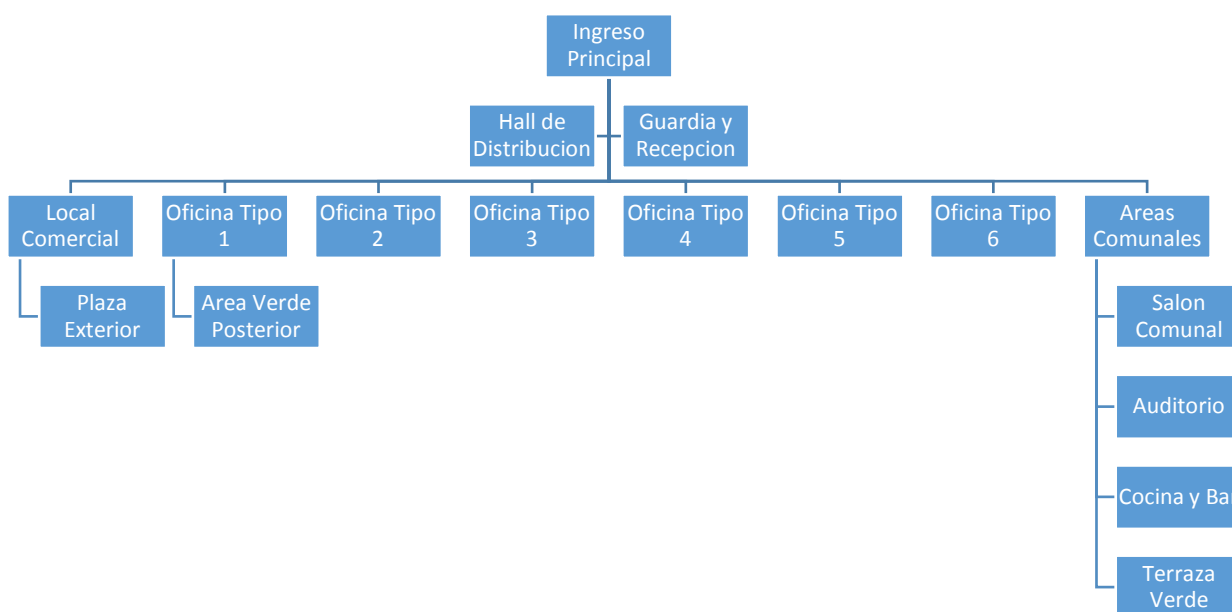 Ingreso
Principal
Hall de
Distribucion
Guardia y
Recepcion
Local
Comercial
Oficina Tipo
1
Oficina Tipo
2
Oficina Tipo
3
Oficina Tipo
4
Oficina Tipo
5
Oficina Tipo
6
Areas
Comunales
Plaza
Exterior
Area Verde
Posterior
Salon
Comunal
Auditorio
Cocina y Bar
Terraza
Verde